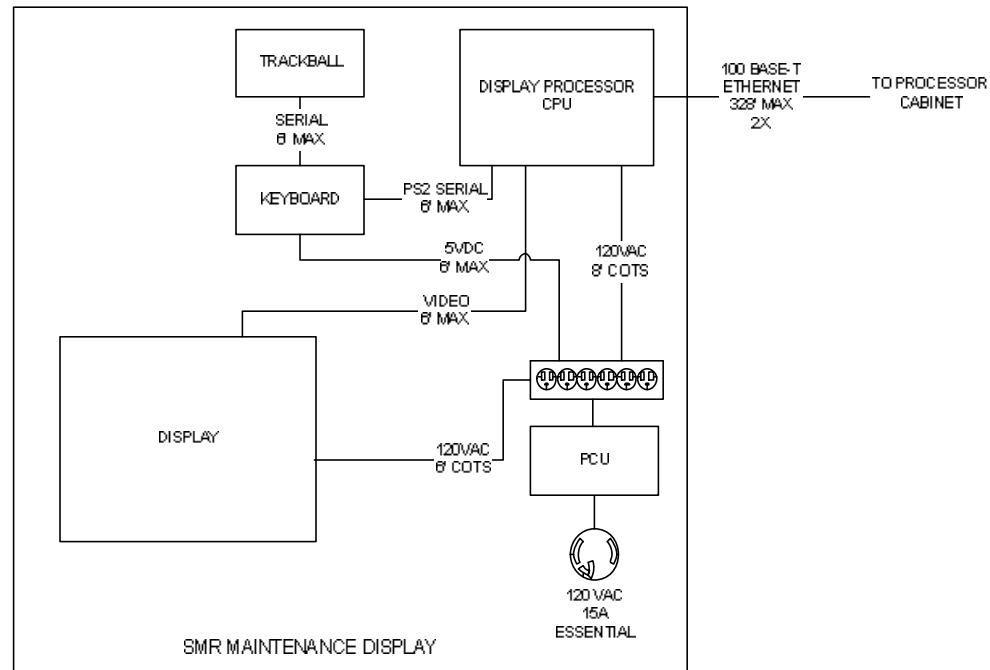 TRACKBALL
SERIAL
6' MAX
KEYBOARD
PS2 SERIAL
6' MAX
DISPLAY PROCESSOR
CPU
100 BASE-T
ETHERNET
328' MAX
2X
TO PROCESSOR
CABINET
5VDC
6' MAX
120VAC
8' COTS
VIDEO
6' MAX
DISPLAY
120VAC
6' COTS
PCU
120 VAC
15A
ESSENTIAL
SMR MAINTENANCE DISPLAY